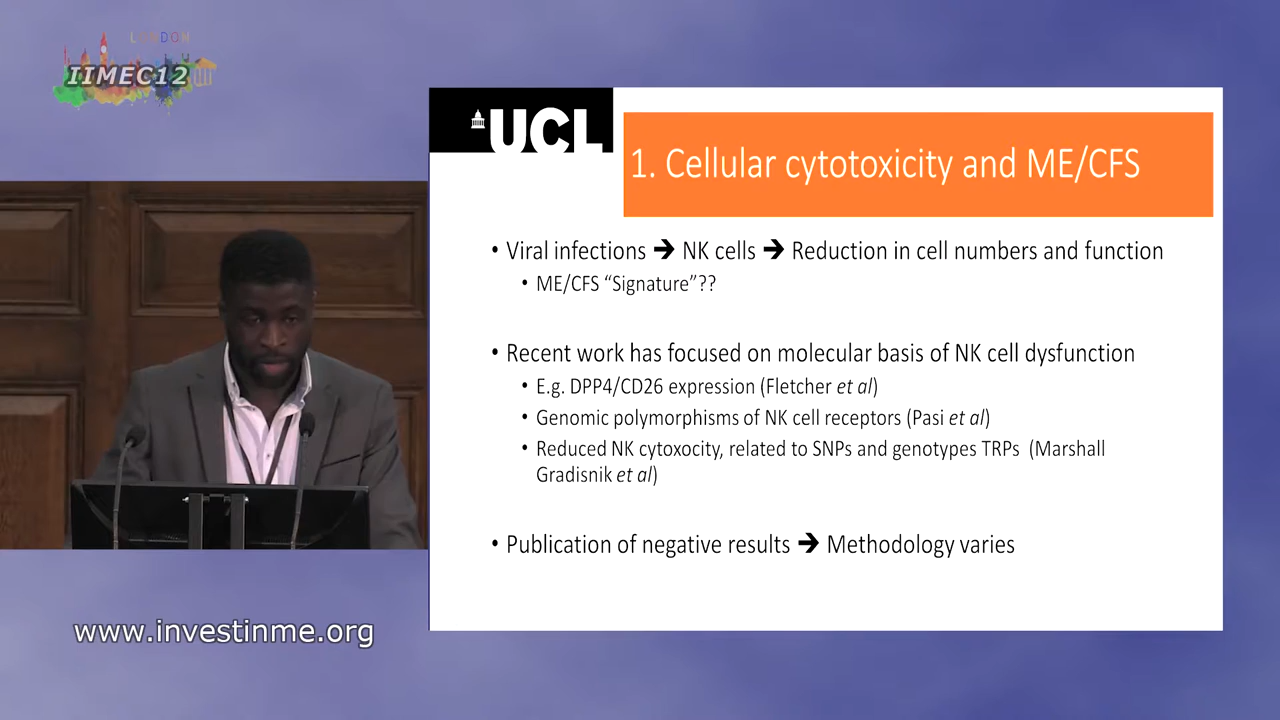 LONDON
IIMEC12
UCL
1. Cellular cytotoxicity and ME/CFS
• Viral infections ➔ NK cells ➔ Reduction in cell numbers and function
• ME/CFS “Signature”??
• Recent work has focused on molecular basis of NK cell dysfunction
• E.g. DPP4/CD26 expression (Fletcher et al)
• Genomic polymorphisms of NK cell receptors (Pasi et al)
• Reduced NK cytoxocity, related to SNPs and genotypes TRPs (Marshall
Gradisnik et al)
• Publication of negative results ➔ Methodology varies
www.investinme.org